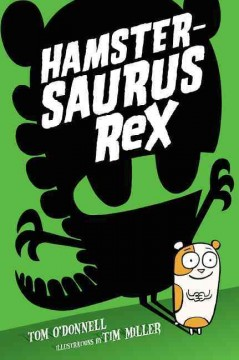 HAMSTER-
SAURUS
ReX
TOM O'DONNELL
ILLUSTRATIONS BY TIM MILLER